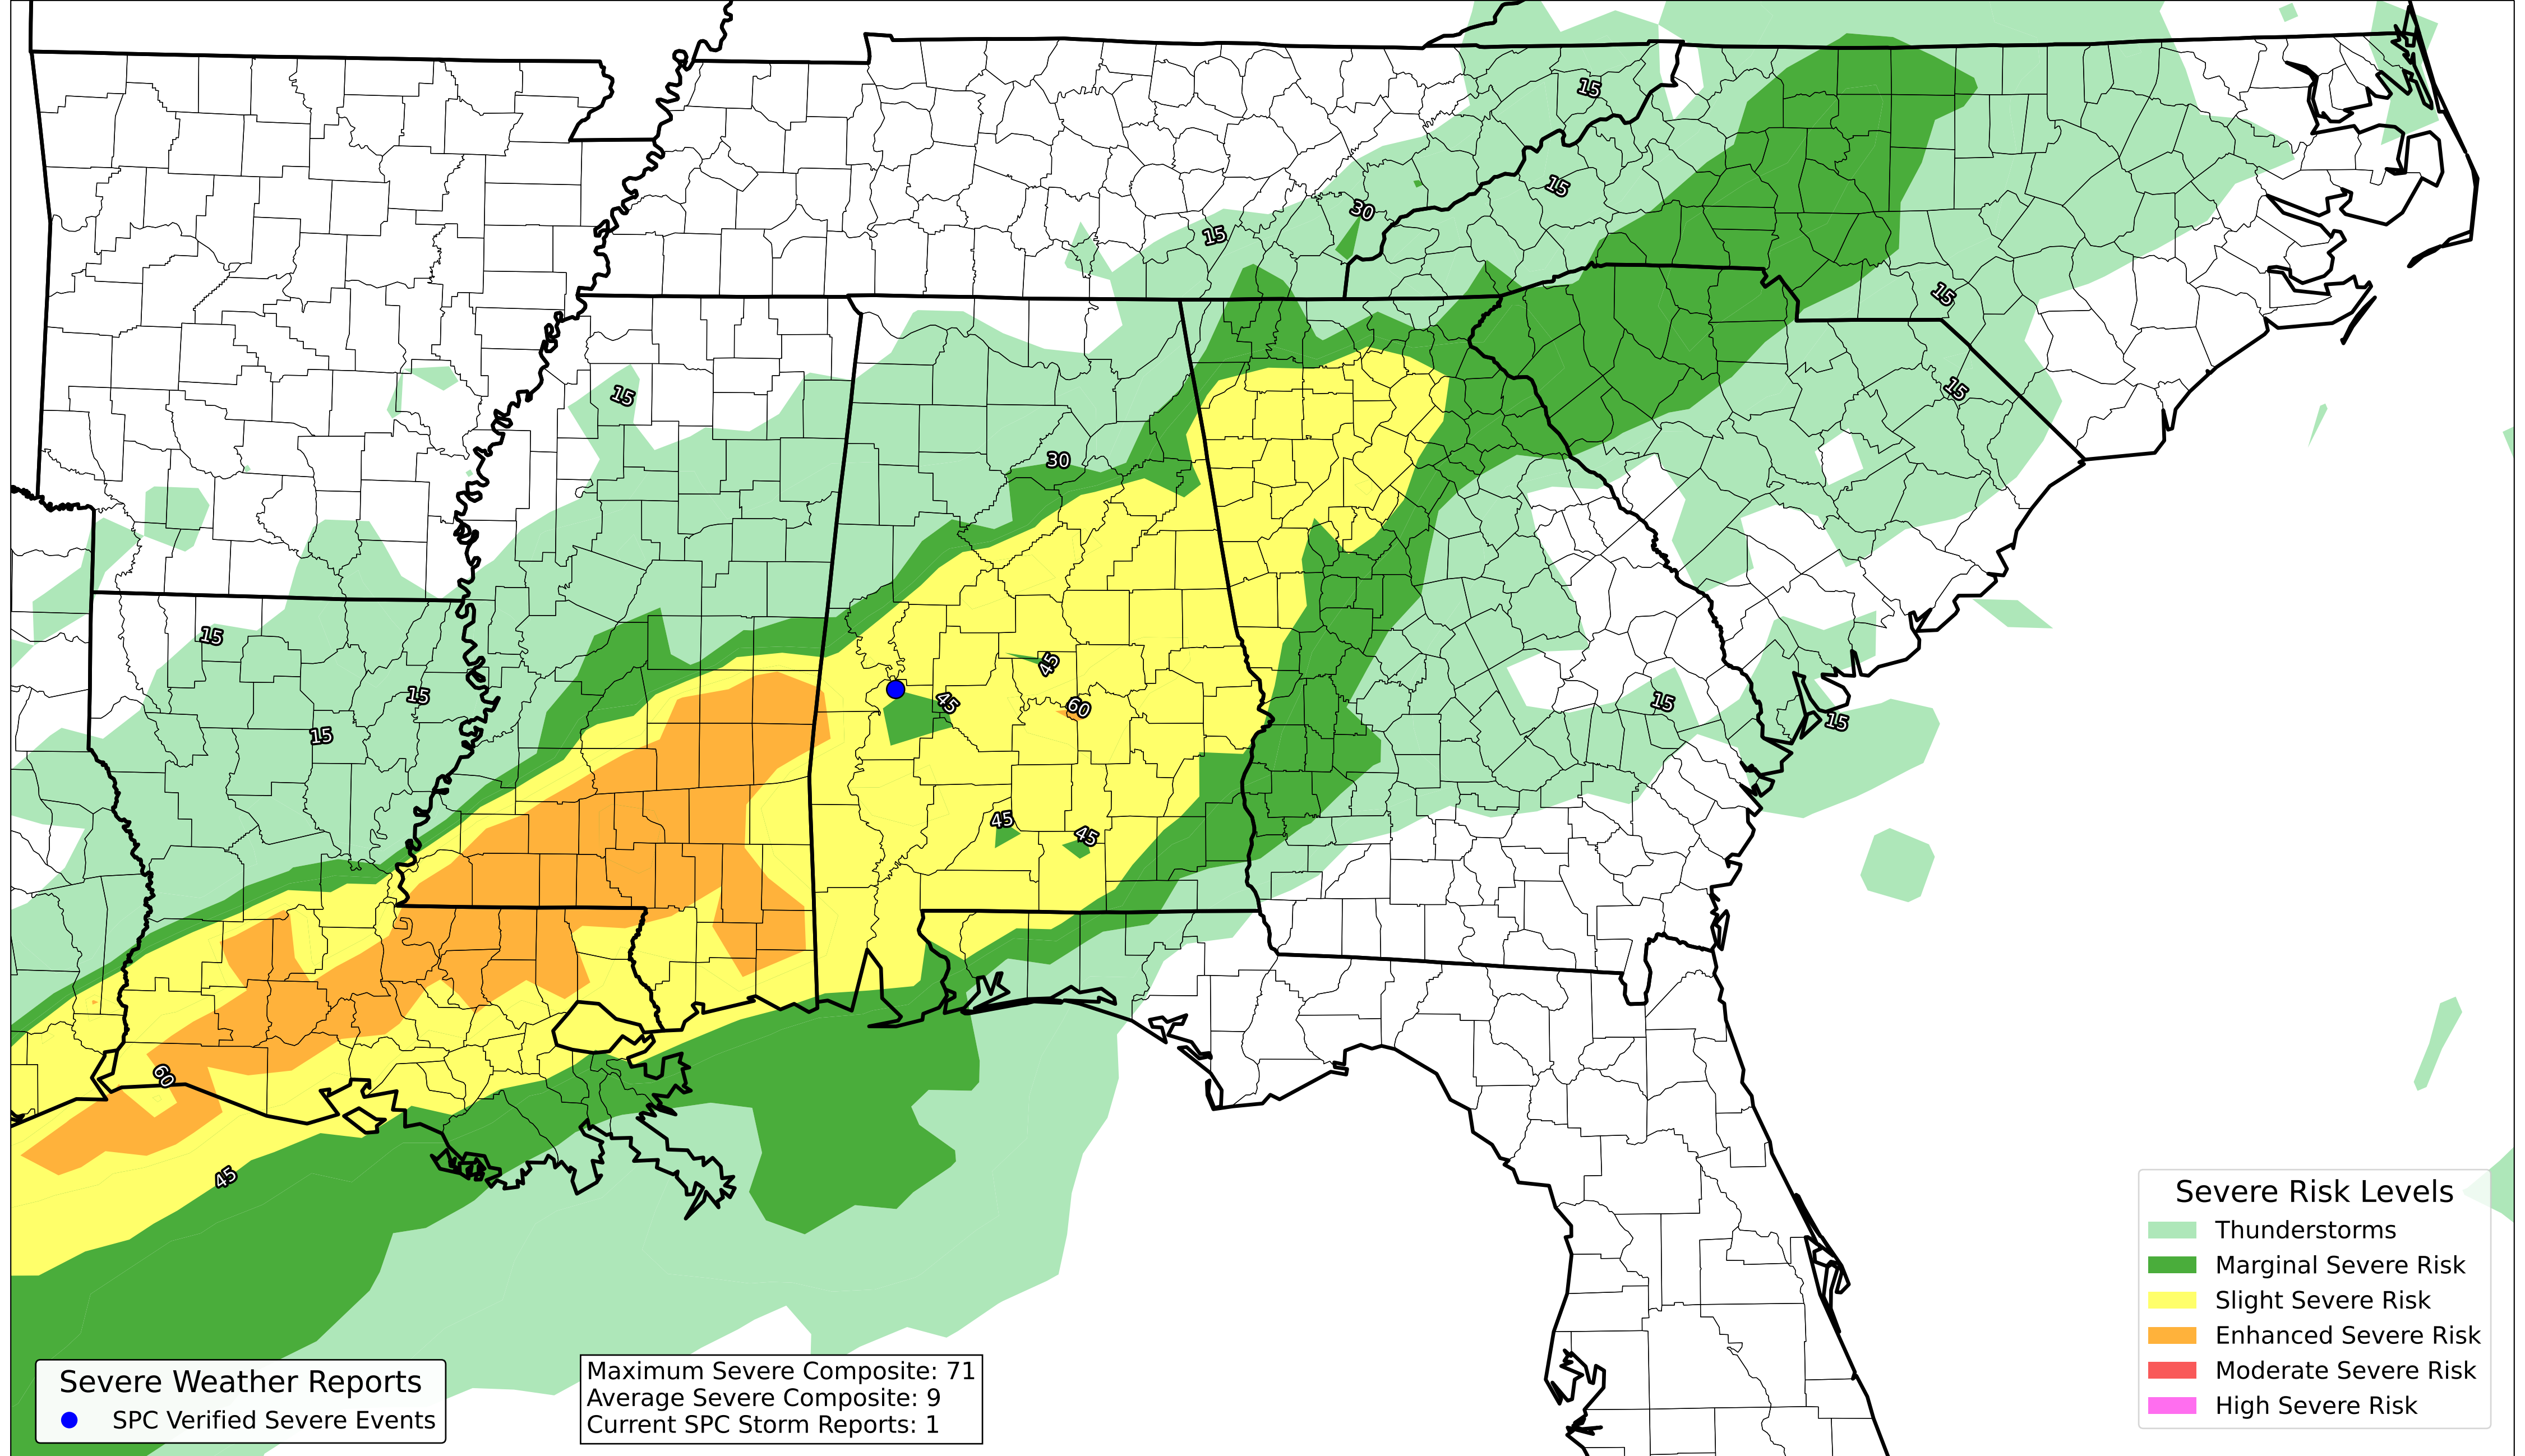 15
15
30
15
15
15
15
30
15
45
15
45
60
15
15
15
45
45
60
45
Severe Risk Levels
Thunderstorms
Marginal Severe Risk
Slight Severe Risk
Enhanced Severe Risk
Moderate Severe Risk
High Severe Risk
Severe Weather Reports
SPC Verified Severe Events
Maximum Severe Composite: 71
Average Severe Composite: 9
Current SPC Storm Reports: 1